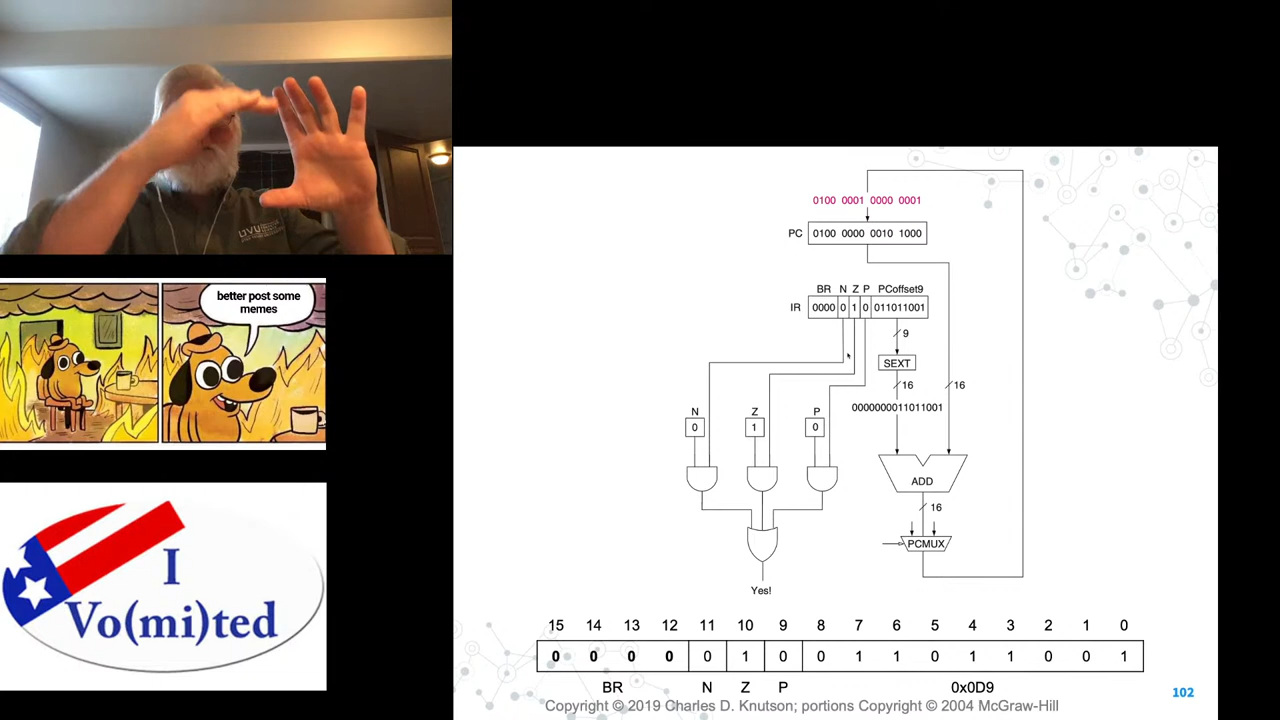 UVU
better post some
memes
I
Vo(mi)ted
0100 0001 0000 0001
PC 0100 0000 0010 1000
BR N Z P PCoffset9
IR 0000 0 1 0 011011001
9
SEXT
16 16
0000000011011001
N Z P
0 1 0
ADD
16
PCMUX
Yes!
15 14 13 12 11 10 9 8 7 6 5 4 3 2 1 0
0 0 0 0 0 1 0 0 1 1 0 1 1 0 0 1
BR N Z P 0x0D9
Copyright © 2019 Charles D. Knutson; portions Copyright © 2004 McGraw-Hill
102